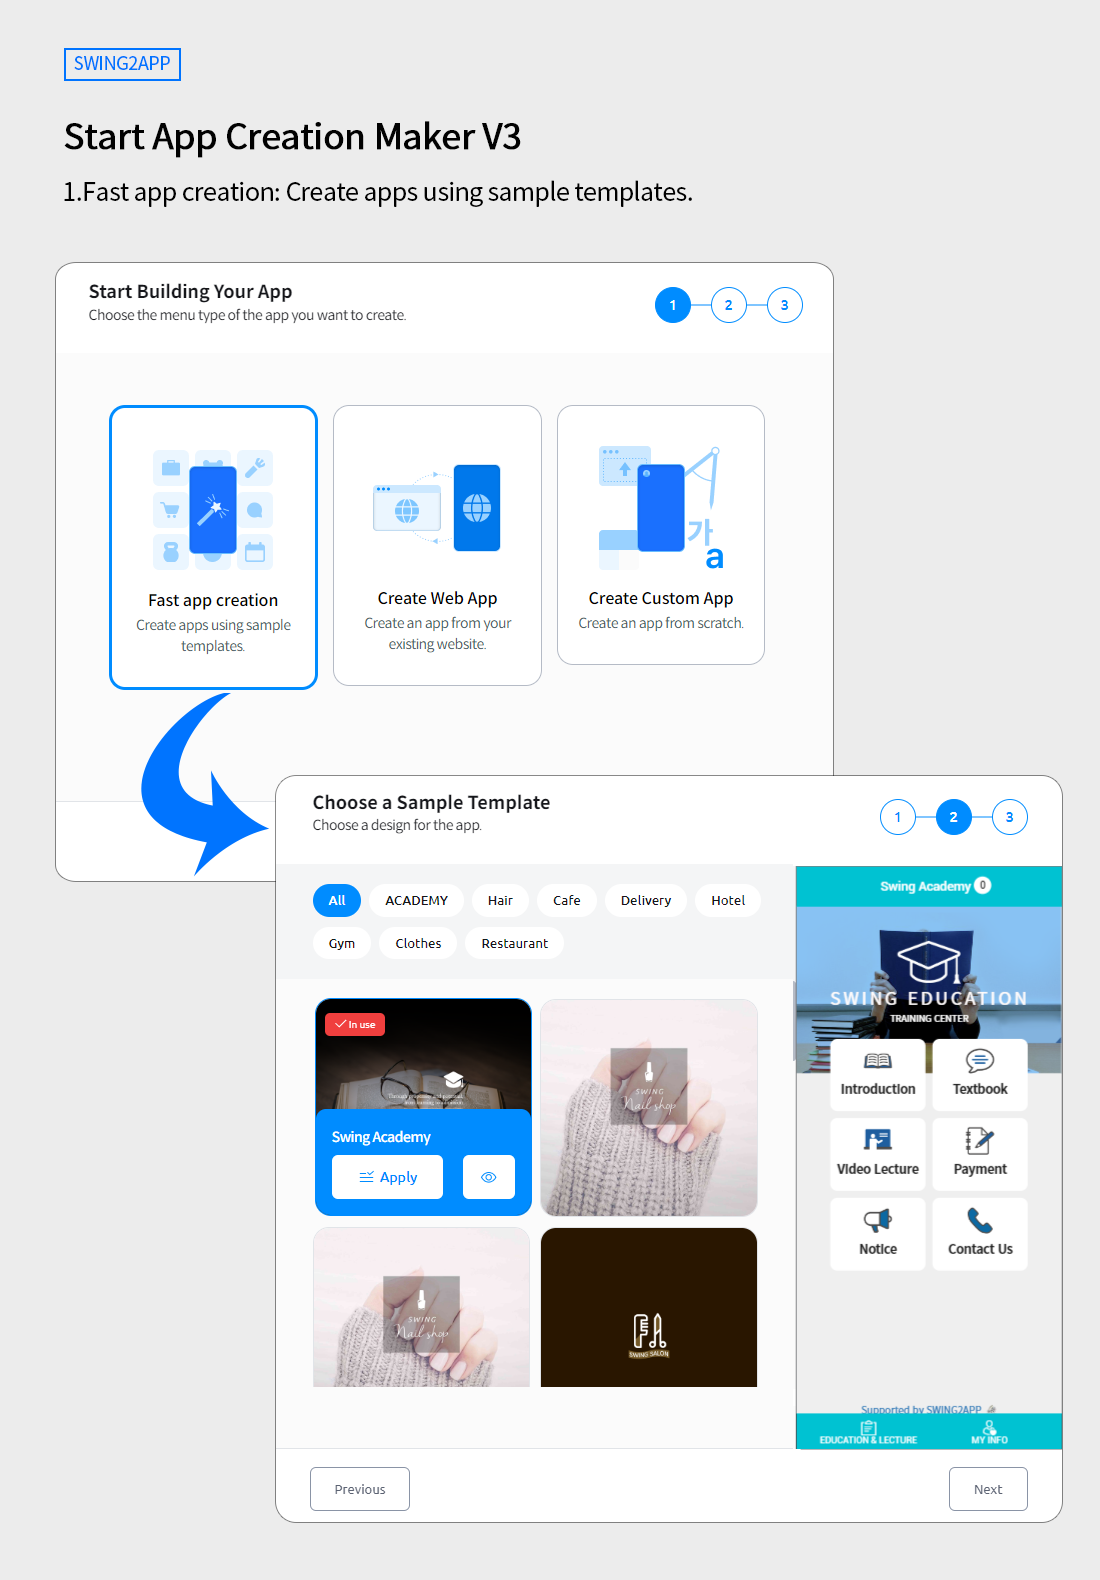 SWING2APP
Start App Creation Maker V3
1.Fast app creation: Create apps using sample templates.
Start Building Your App
Choose the menu type of the app you want to create.
1
2
3
가
a
Fast app creation
Create apps using sample
templates.
Create Web App
Create an app from your
existing website.
Create Custom App
Create an app from scratch.
Choose a Sample Template
Choose a design for the app.
1
2
3
All
ACADEMY
Hair
Cafe
Delivery
Hotel
Gym
Clothes
Restaurant
In use
Swing Academy
Apply
SWING
Nail shop
SWING
Nail shop
SWING SALON
Swing Academy 0
SWING EDUCATION
TRAINING CENTER
Introduction
Textbook
Video Lecture
Payment
Notice
Contact Us
Supported by SWING2APP
EDUCATION & LECTURE
MY INFO
Previous
Next